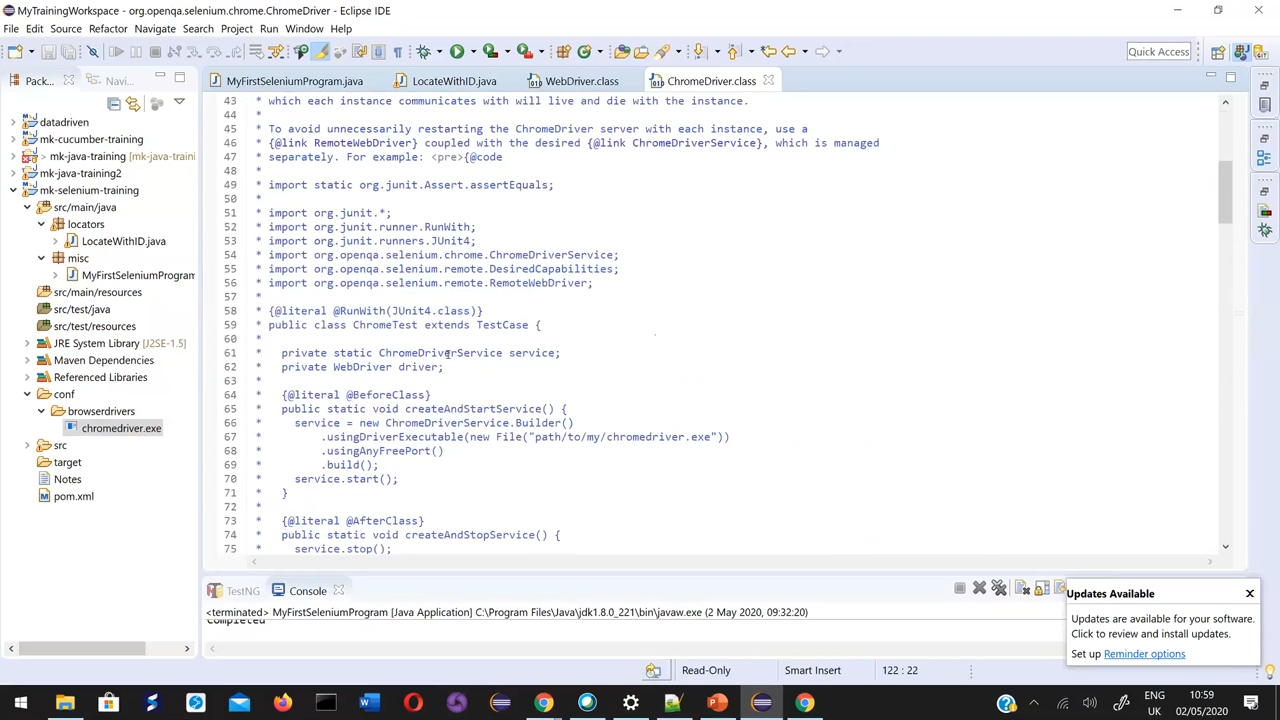 MyTrainingWorkspace - org.openqa.selenium.chrome.ChromeDriver - Eclipse IDE
File Edit Source Refactor Navigate Search Project Run Window Help
Quick Access
Pack... Navi...
MyFirstSeleniumProgram.java LocateWithID.java WebDriver.class ChromeDriver.class
datadriven
mk-cucumber-training
> mk-java-training [mk-java-traini
mk-java-training2
mk-selenium-training
src/main/java
locators
LocateWithID.java
misc
MyFirstSeleniumProgram
src/main/resources
src/test/java
src/test/resources
JRE System Library [J2SE-1.5]
Maven Dependencies
Referenced Libraries
conf
browserdrivers
chromedriver.exe
src
target
Notes
pom.xml
43 * which each instance communicates with will live and die with the instance.
44 *
45 * To avoid unnecessarily restarting the ChromeDriver server with each instance, use a
46 * {@link RemoteWebDriver} coupled with the desired {@link ChromeDriverService}, which is managed
47 * separately. For example: <pre>{@code
48 *
49 * import static org.junit.Assert.assertEquals;
50 *
51 * import org.junit.*;
52 * import org.junit.runner.RunWith;
53 * import org.junit.runners.JUnit4;
54 * import org.openqa.selenium.chrome.ChromeDriverService;
55 * import org.openqa.selenium.remote.DesiredCapabilities;
56 * import org.openqa.selenium.remote.RemoteWebDriver;
57 *
58 * {@literal @RunWith(JUnit4.class)}
59 * public class ChromeTest extends TestCase {
60 *
61 * private static ChromeDriverService service;
62 * private WebDriver driver;
63 *
64 * {@literal @BeforeClass}
65 * public static void createAndStartService() {
66 * service = new ChromeDriverService.Builder()
67 * .usingDriverExecutable(new File("path/to/my/chromedriver.exe"))
68 * .usingAnyFreePort()
69 * .build();
70 * service.start();
71 * }
72 *
73 * {@literal @AfterClass}
74 * public static void createAndStopService() {
75 * service.stop();
TestNG Console
<terminated> MyFirstSeleniumProgram [Java Application] C:\Program Files\Java\jdk1.8.0_221\bin\javaw.exe (2 May 2020, 09:32:20)
Completed
Updates Available
Updates are available for your software.
Click to review and install updates.
Set up Reminder options
Read-Only Smart Insert 122 : 22
ENG
UK
10:59
02/05/2020